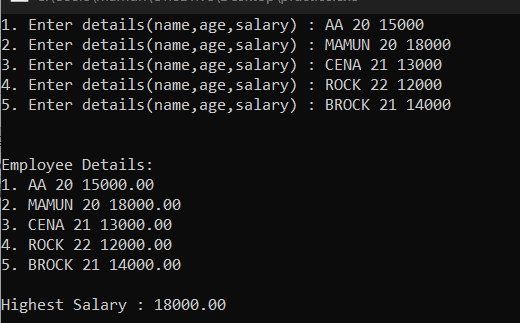 1. Enter details(name,age,salary) : AA 20 15000
2. Enter details(name,age,salary) : MAMUN 20 18000
3. Enter details(name,age,salary) : CENA 21 13000
4. Enter details(name,age,salary) : ROCK 22 12000
5. Enter details(name,age,salary) : BROCK 21 14000
Employee Details:
1. AA 20 15000.00
2. MAMUN 20 18000.00
3. CENA 21 13000.00
4. ROCK 22 12000.00
5. BROCK 21 14000.00
Highest Salary : 18000.00